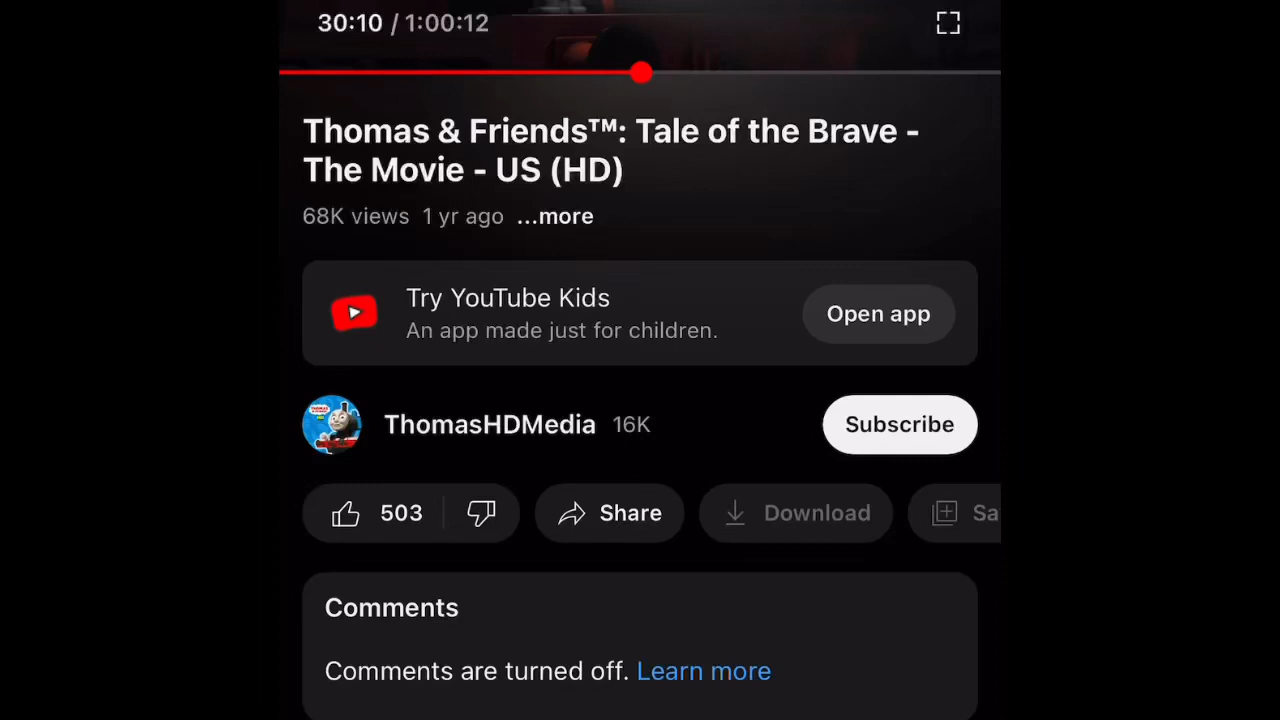 30:10 / 1:00:12
Thomas & Friends™: Tale of the Brave -
The Movie - US (HD)
68K views 1 yr ago ...more
Try YouTube Kids
An app made just for children.
Open app
ThomasHDMedia 16K
Subscribe
503
Share
Download
Sa
Comments
Comments are turned off. Learn more